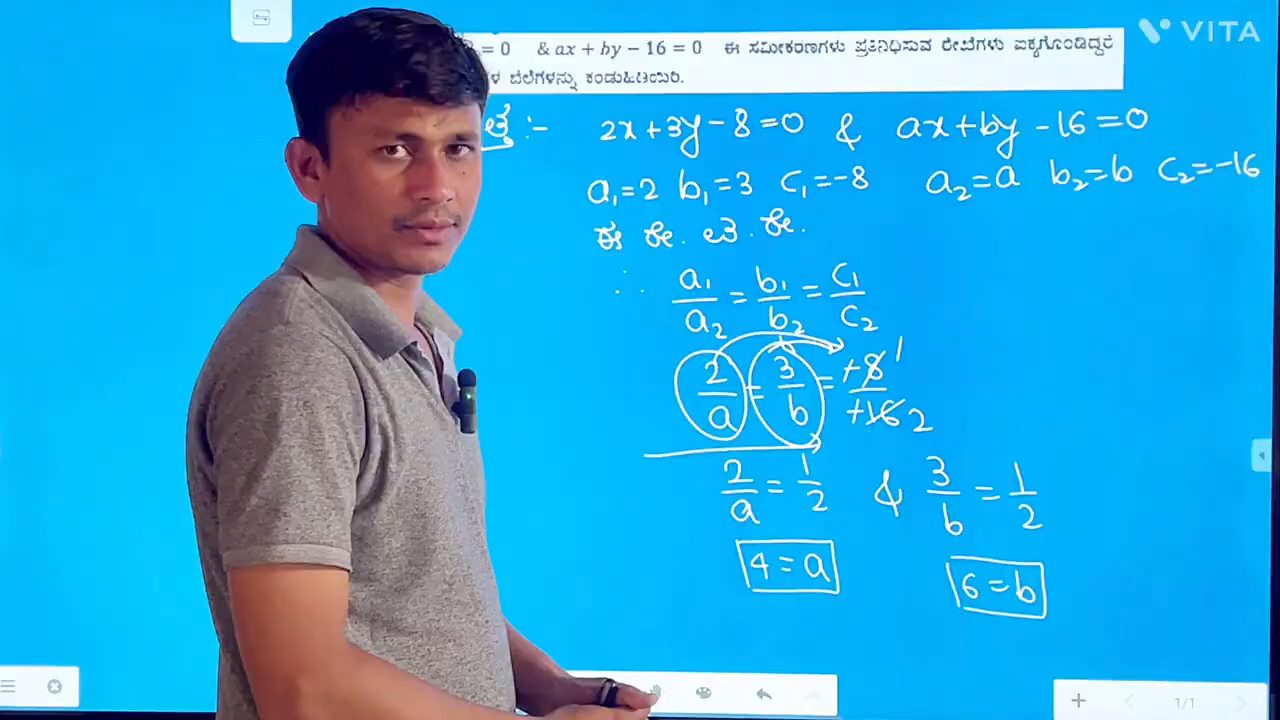 VITA
= 0 & ax + by − 16 = 0 ಈ ಸಮೀಕರಣಗಳು ಪ್ರತಿನಿಧಿಸುವ ರೇಖೆಗಳು ಐಕ್ಯಗೊಂಡಿದ್ದರೆ
ಳ ಬೆಲೆಗಳನ್ನು ಕಂಡುಹಿಡಿಯಿರಿ.
:- 2x+3y-8=0 & ax+by-16=0
a₁=2 b₁=3 c₁=-8 a₂=a b₂=b c₂=-16
ಈ ರೇ. ಐ. ರೇ.
∴ a₁/a₂ = b₁/b₂ = c₁/c₂
2/a = 3/b = +8 1/+16 2
2/a = 1/2 & 3/b = 1/2
4=a 6=b
1/1